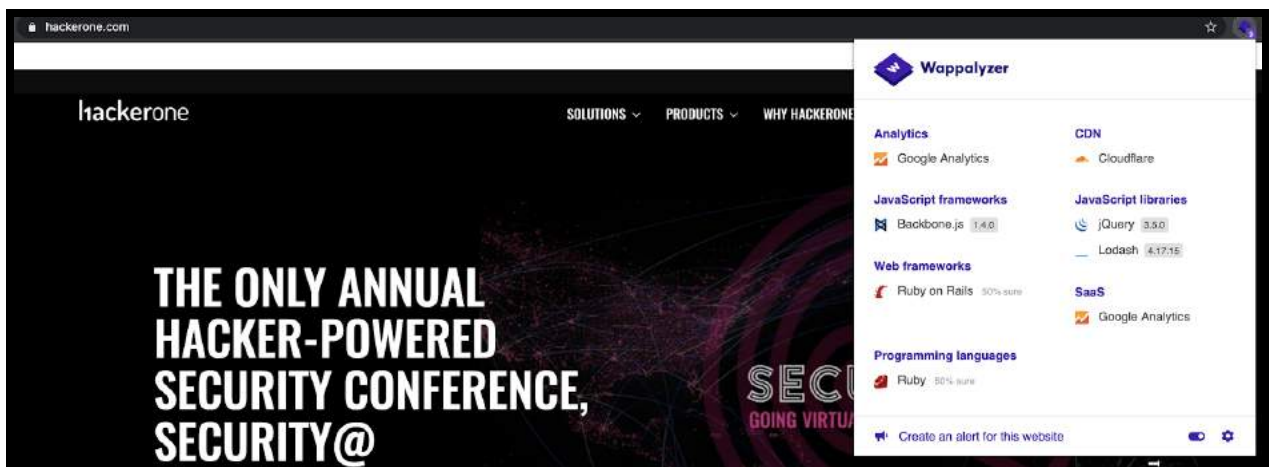 hackerone.com
hackerone
SOLUTIONS
PRODUCTS
WHY HACKERONE
THE ONLY ANNUAL
HACKER-POWERED
SECURITY CONFERENCE,
SECURITY@
SECU
GOING VIRTUA
Wappalyzer
Analytics
Google Analytics
CDN
Cloudflare
JavaScript frameworks
Backbone.js 1.4.0
JavaScript libraries
jQuery 3.5.0
Lodash 4.17.15
Web frameworks
Ruby on Rails 50% sure
SaaS
Google Analytics
Programming languages
Ruby 50% sure
Create an alert for this website